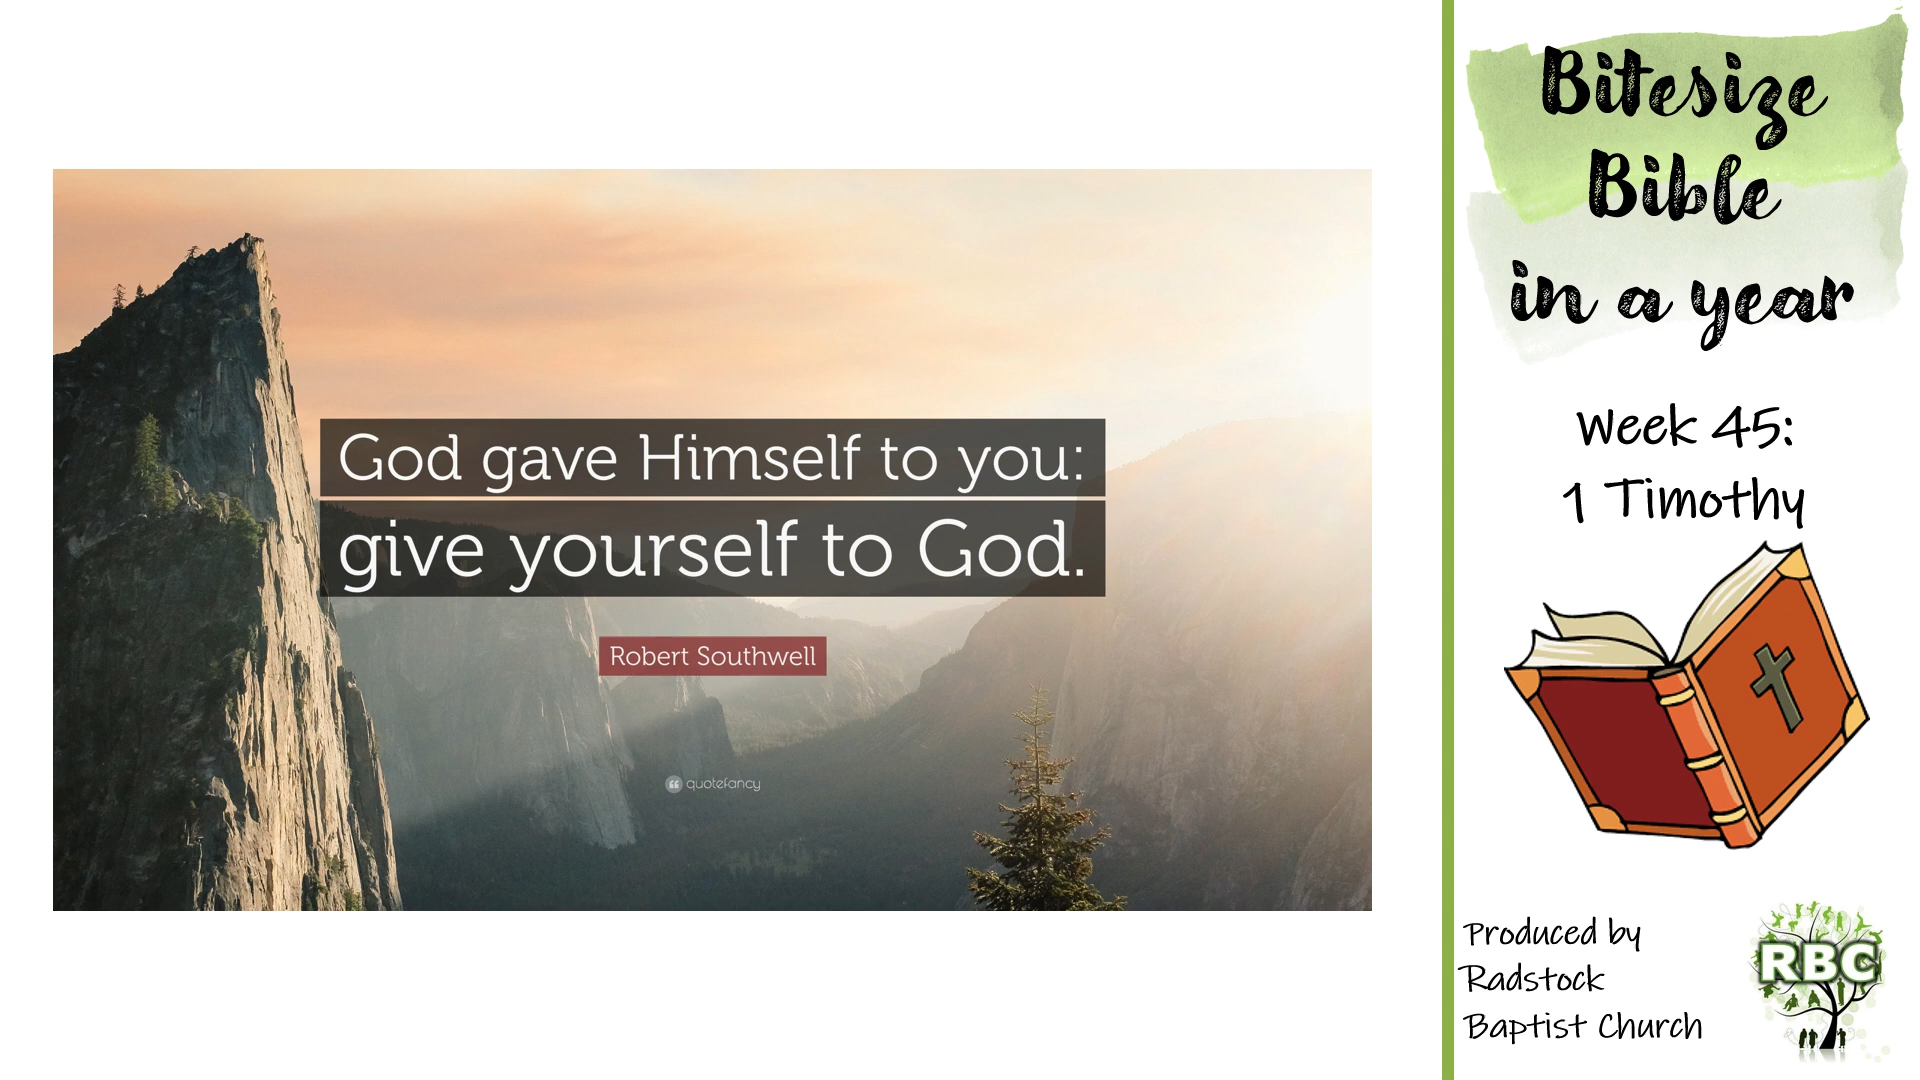 God gave Himself to you:
give yourself to God.
Robert Southwell
quotefancy
Bitesize
Bible
in a year
Week 45:
1 Timothy
Produced by
Radstock
Baptist Church
RBC